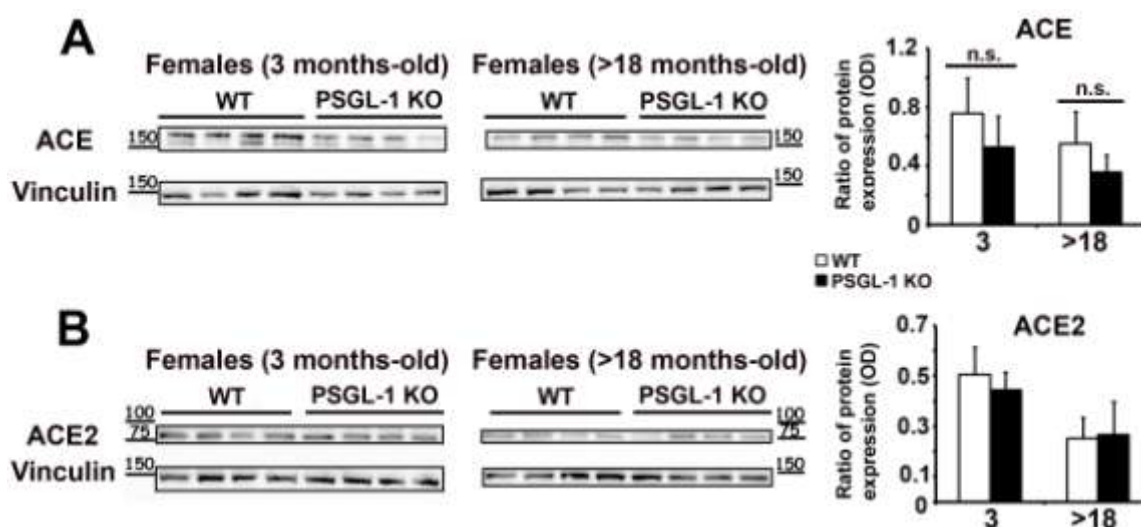 A
Females (3 months-old)
WT
PSGL-1 KO
ACE
150
Vinculin
150
Females (>18 months-old)
WT
PSGL-1 KO
150
150
ACE
Ratio of protein
expression (OD)
1.2
0.8
0.4
0
n.s.
n.s.
3
>18
WT
PSGL-1 KO
B
Females (3 months-old)
WT
PSGL-1 KO
100
ACE2
75
Vinculin
150
Females (>18 months-old)
WT
PSGL-1 KO
100
75
150
ACE2
Ratio of protein
expression (OD)
0.7
0.5
0.3
0.1
0
3
>18